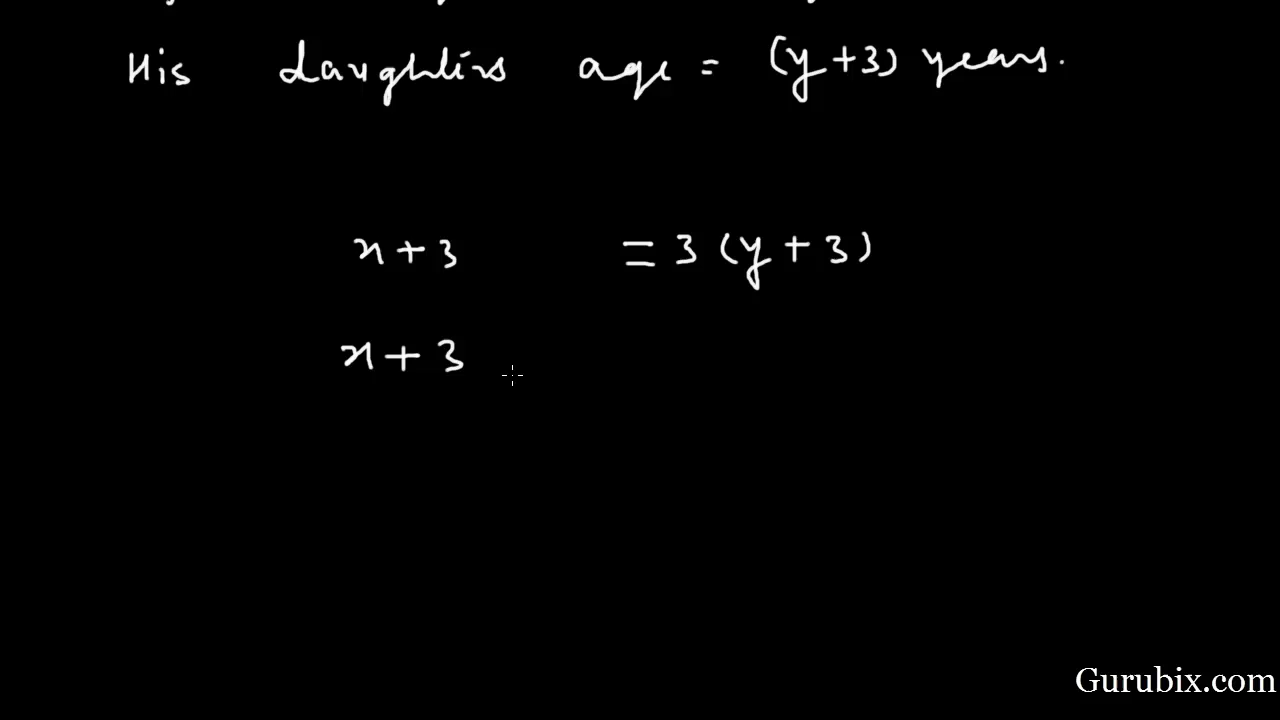 His daughters age = (y+3) years.
x + 3 = 3 (y + 3)
x + 3
Gurubix.com